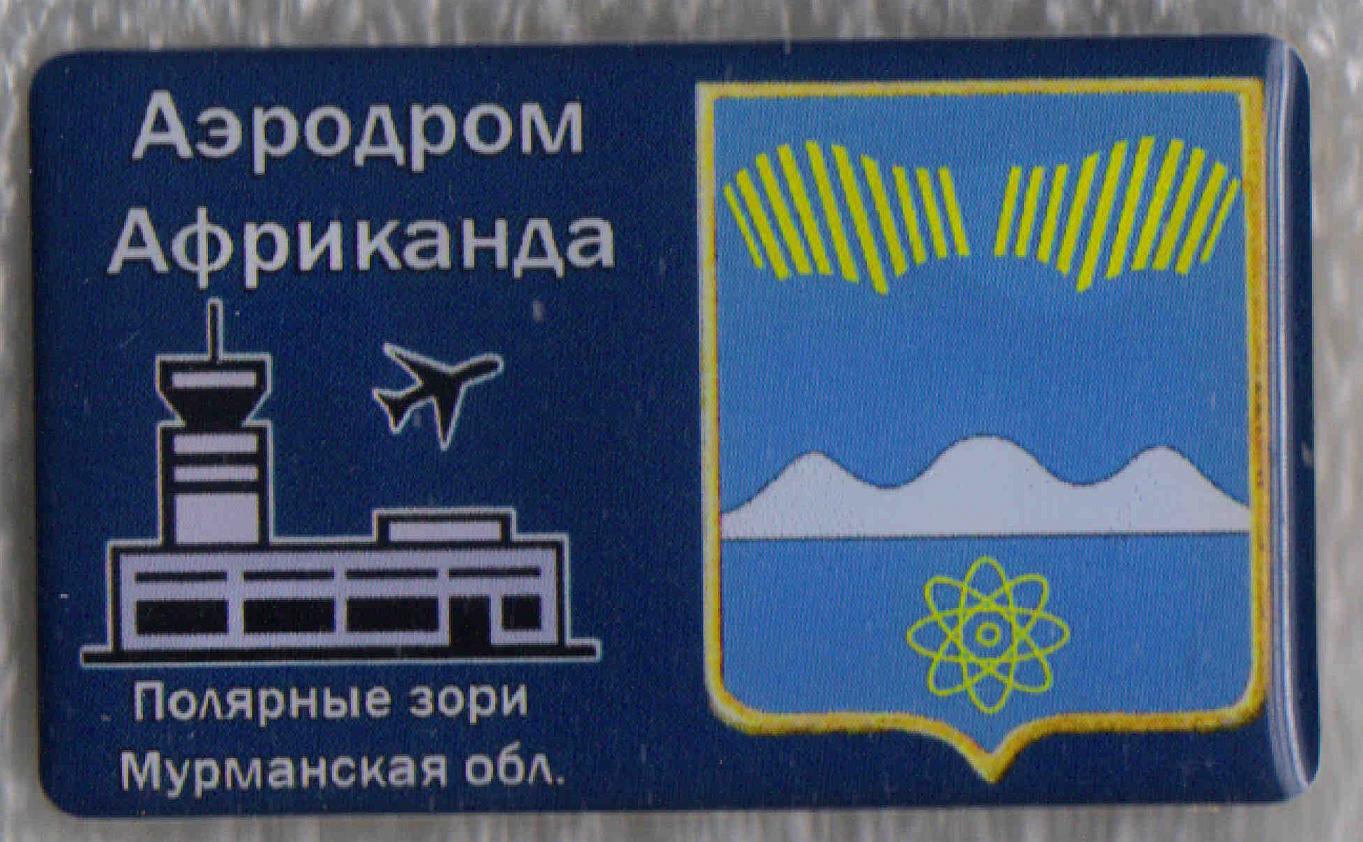 Аэродром
Африканда
Полярные зори
Мурманская обл.